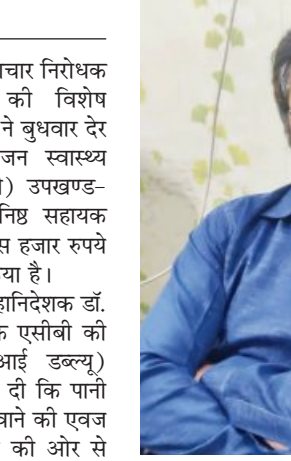 चार निरोधक
की विशेष
ने बुधवार देर
जन स्वास्थ्य
) उपखण्ड-
निष्ठ सहायक
स हजार रुपये
या है।
हानिदेशक डॉ.
क एसीबी की
आई डब्ल्यू)
दी कि पानी
वाने की एवज
की ओर से